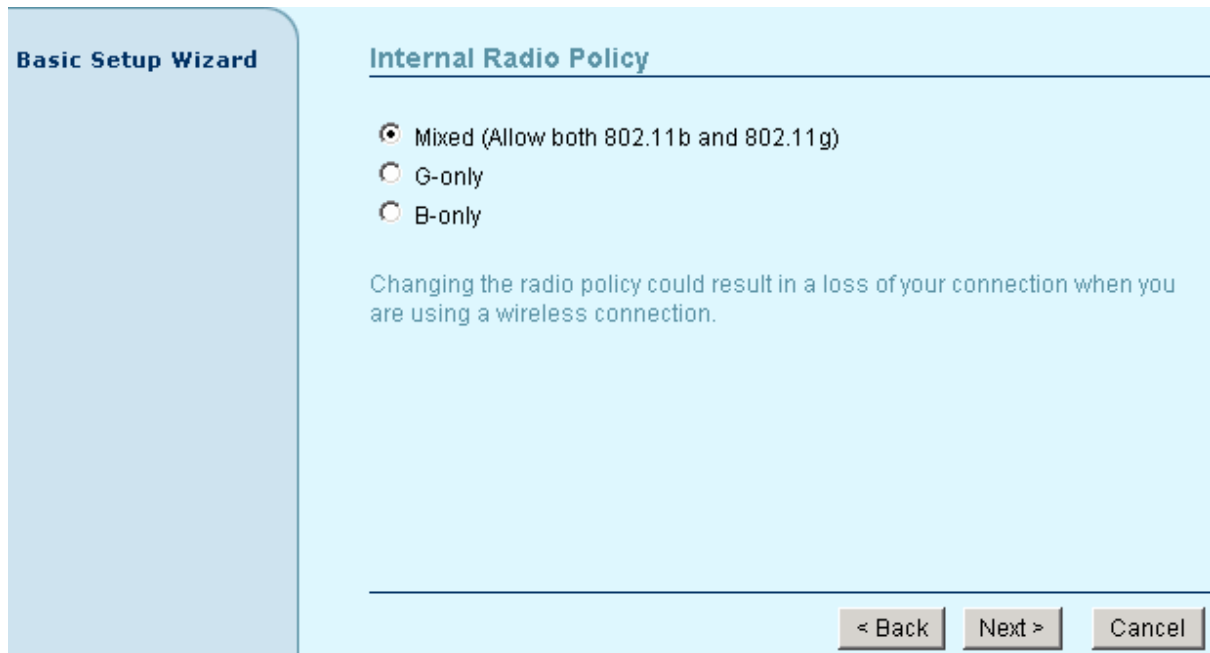 Basic Setup Wizard
Internal Radio Policy
Mixed (Allow both 802.11b and 802.11g)
G-only
B-only
Changing the radio policy could result in a loss of your connection when you
are using a wireless connection.
< Back
Next >
Cancel